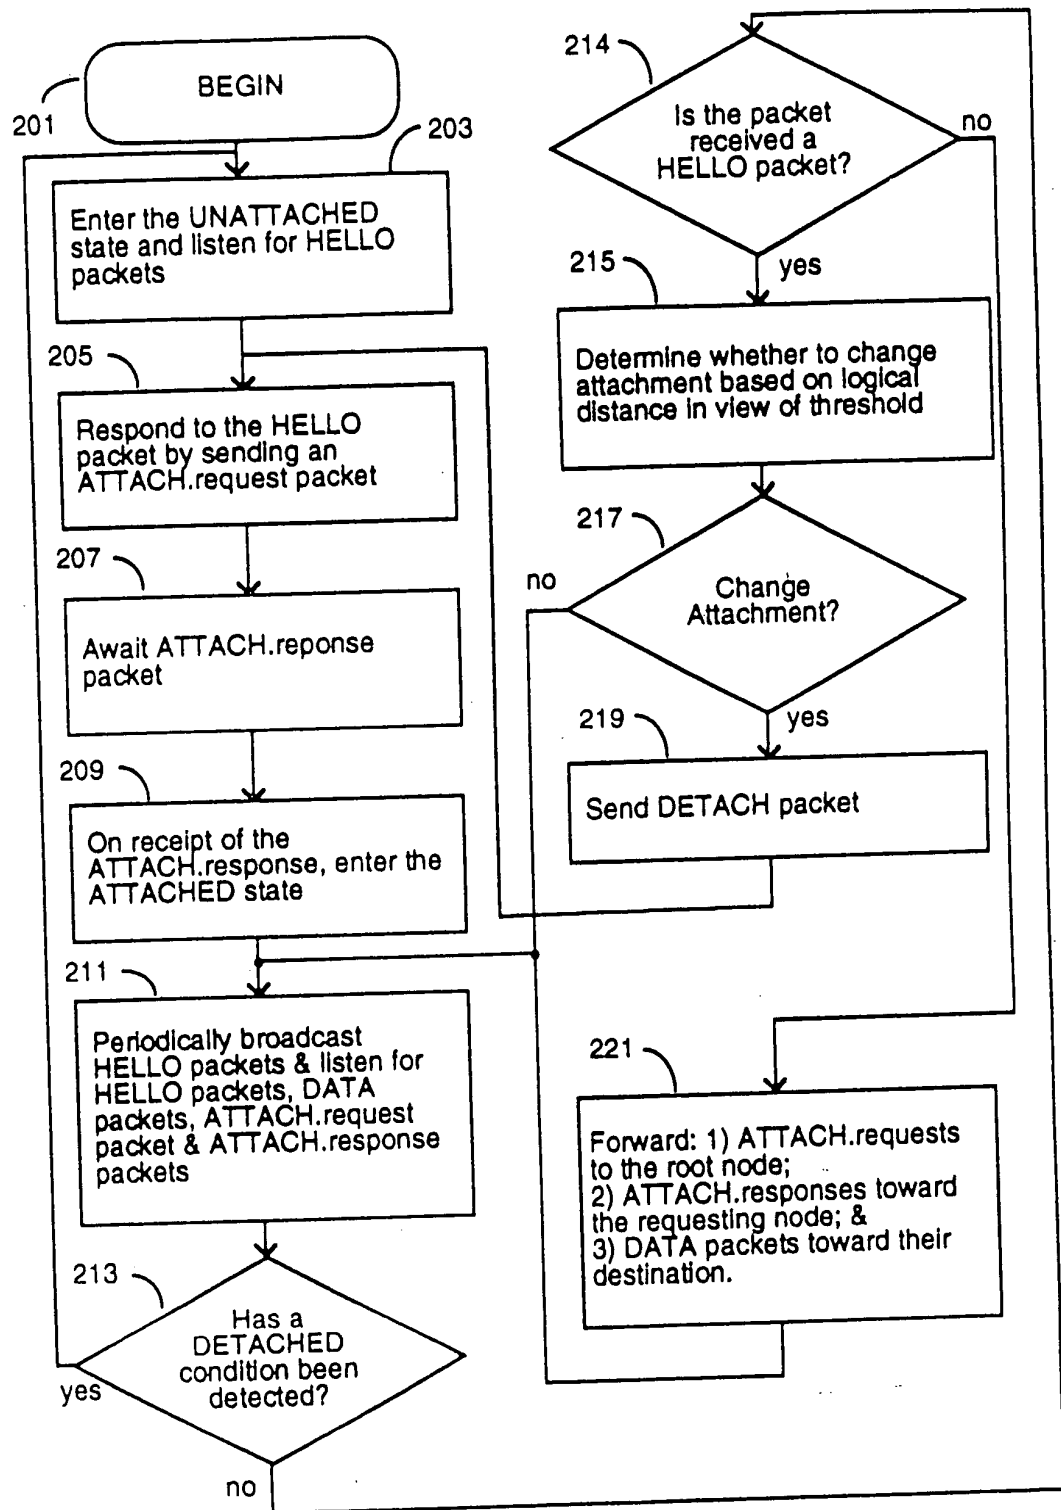 BEGIN
201
203
Enter the UNATTACHED
state and listen for HELLO
packets
205
Respond to the HELLO
packet by sending an
ATTACH.request packet
207
Await ATTACH.reponse
packet
209
On receipt of the
ATTACH.response, enter the
ATTACHED state
211
Periodically broadcast
HELLO packets & listen for
HELLO packets, DATA
packets, ATTACH.request
packet & ATTACH.response
packets
213
Has a
DETACHED
condition been
detected?
yes
no
214
Is the packet
received a
HELLO packet?
no
yes
215
Determine whether to change
attachment based on logical
distance in view of threshold
217
no
Change
Attachment?
yes
219
Send DETACH packet
221
Forward: 1) ATTACH.requests
to the root node;
2) ATTACH.responses toward
the requesting node; &
3) DATA packets toward their
destination.